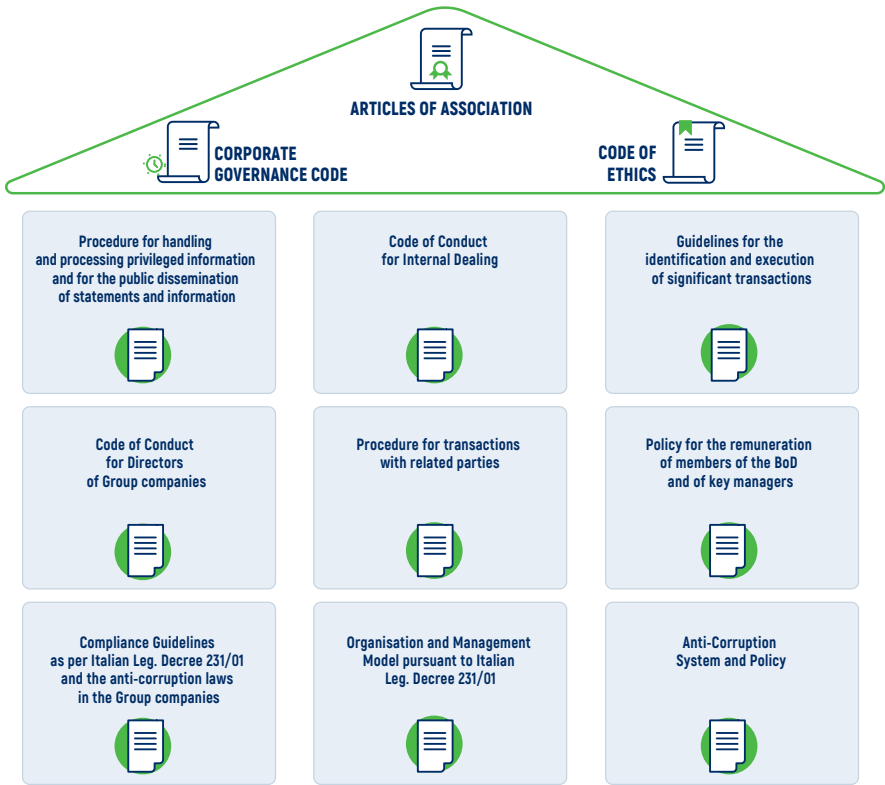 ARTICLES OF ASSOCIATION
CORPORATE
GOVERNANCE CODE
CODE OF
ETHICS
Procedure for handling
and processing privileged information
and for the public dissemination
of statements and information
Code of Conduct
for Internal Dealing
Guidelines for the
identification and execution
of significant transactions
Code of Conduct
for Directors
of Group companies
Procedure for transactions
with related parties
Policy for the remuneration
of members of the BoD
and of key managers
Compliance Guidelines
as per Italian Leg. Decree 231/01
and the anti-corruption laws
in the Group companies
Organisation and Management
Model pursuant to Italian
Leg. Decree 231/01
Anti-Corruption
System and Policy